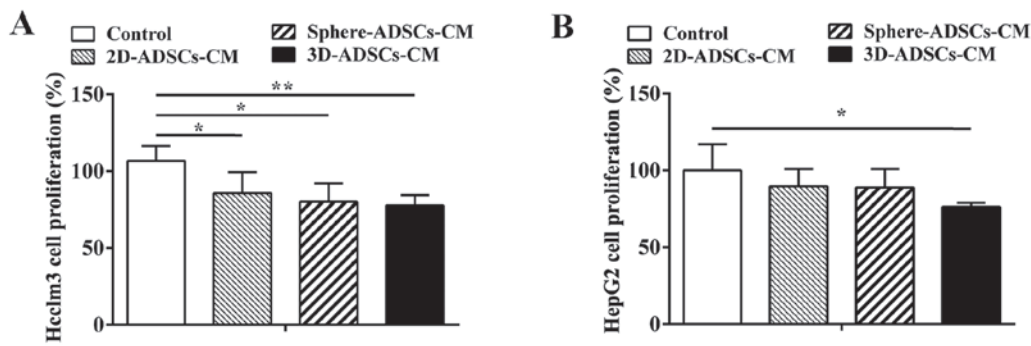 A
Control
Sphere-ADSCs-CM
2D-ADSCs-CM
3D-ADSCs-CM
Hcclm3 cell proliferation (%)
150
100
50
0
**
*
*
B
Control
Sphere-ADSCs-CM
2D-ADSCs-CM
3D-ADSCs-CM
HepG2 cell proliferation (%)
150
100
50
0
*